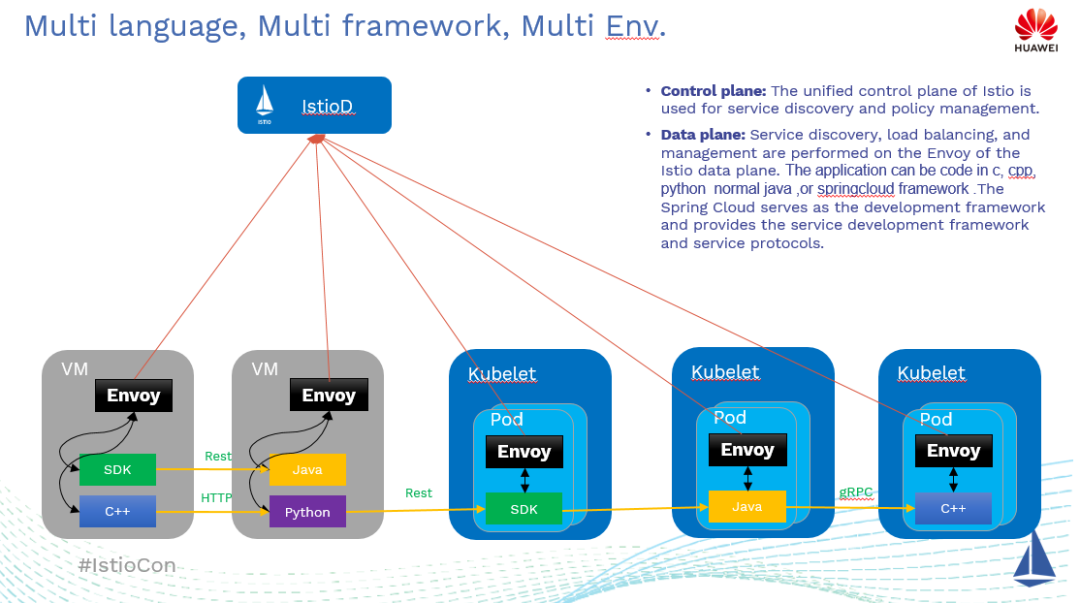 Multi language, Multi framework, Multi Env.
HUAWEI
IstioD
ISTIO
• Control plane: The unified control plane of Istio is
used for service discovery and policy management.
• Data plane: Service discovery, load balancing, and
management are performed on the Envoy of the
Istio data plane. The application can be code in c, cpp,
python normal java ,or springcloud framework .The
Spring Cloud serves as the development framework
and provides the service development framework
and service protocols.
VM
Envoy
SDK
C++
Rest
HTTP
VM
Envoy
Java
Python
Rest
Kubelet
Pod
Envoy
SDK
Kubelet
Pod
Envoy
Java
gRPC
Kubelet
Pod
Envoy
C++
#IstioCon